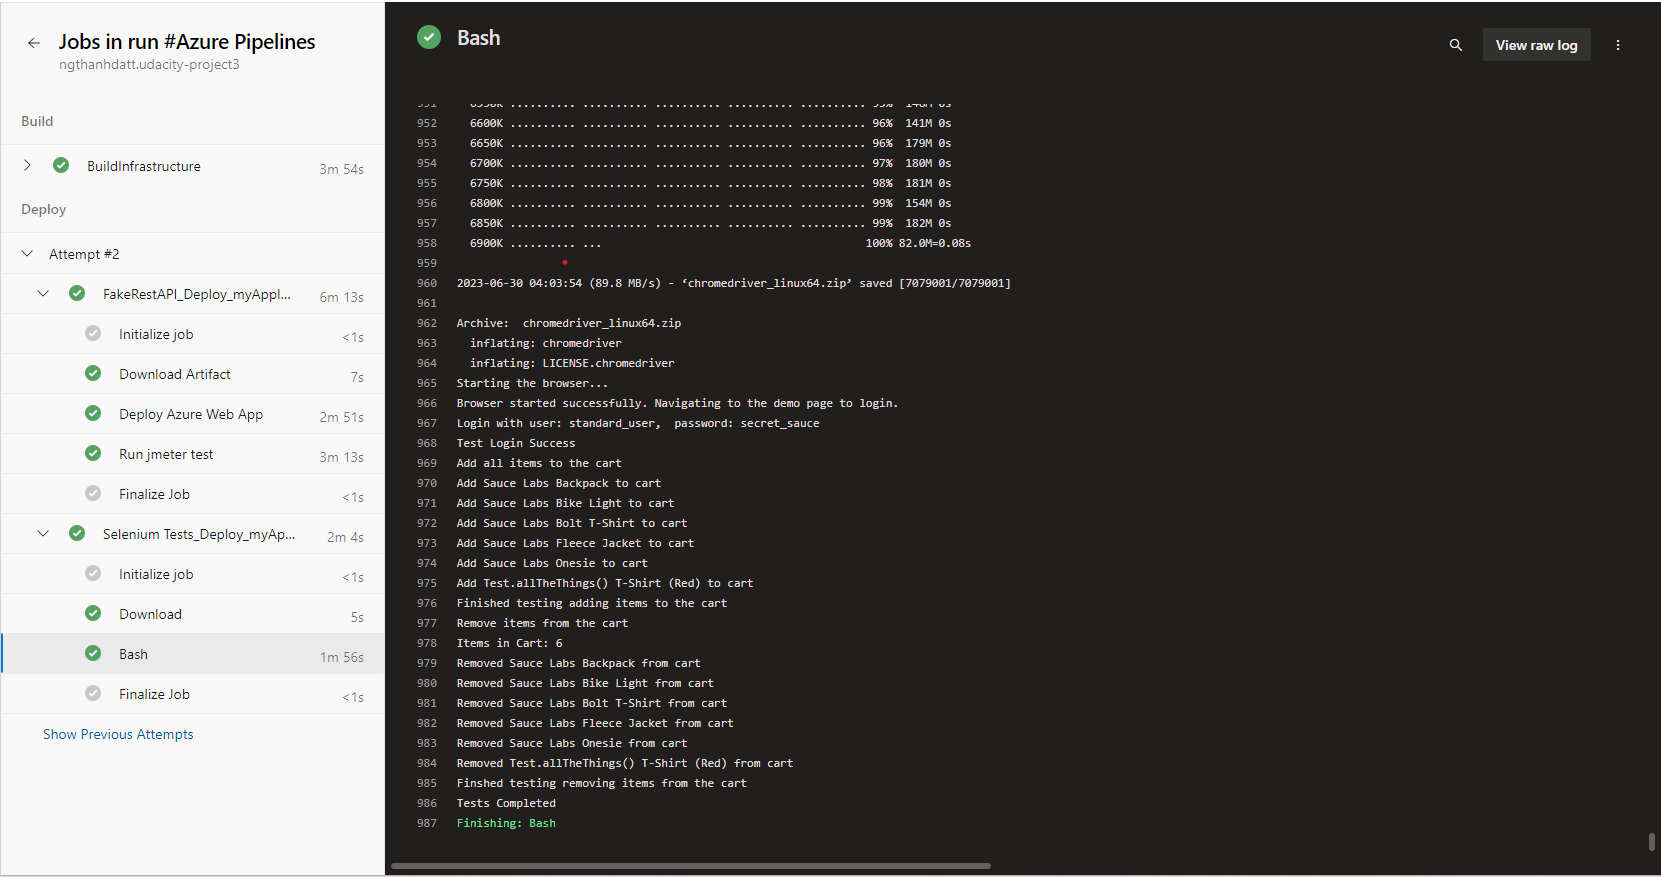 Jobs in run #Azure Pipelines
ngthanhdatt.udacity-project3
Build
BuildInfrastructure 3m 54s
Deploy
Attempt #2
FakeRestAPI_Deploy_myAppl... 6m 13s
Initialize job <1s
Download Artifact 7s
Deploy Azure Web App 2m 51s
Run jmeter test 3m 13s
Finalize Job <1s
Selenium Tests_Deploy_myAp... 2m 4s
Initialize job <1s
Download 5s
Bash 1m 56s
Finalize Job <1s
Show Previous Attempts
Bash
View raw log
952 6600K .......... .......... .......... .......... .......... 96% 141M 0s
953 6650K .......... .......... .......... .......... .......... 96% 179M 0s
954 6700K .......... .......... .......... .......... .......... 97% 180M 0s
955 6750K .......... .......... .......... .......... .......... 98% 181M 0s
956 6800K .......... .......... .......... .......... .......... 99% 154M 0s
957 6850K .......... .......... .......... .......... .......... 99% 182M 0s
958 6900K .......... ... 100% 82.0M=0.08s
959
960 2023-06-30 04:03:54 (89.8 MB/s) - ‘chromedriver_linux64.zip’ saved [7079001/7079001]
961
962 Archive:  chromedriver_linux64.zip
963 inflating: chromedriver
964 inflating: LICENSE.chromedriver
965 Starting the browser...
966 Browser started successfully. Navigating to the demo page to login.
967 Login with user: standard_user,  password: secret_sauce
968 Test Login Success
969 Add all items to the cart
970 Add Sauce Labs Backpack to cart
971 Add Sauce Labs Bike Light to cart
972 Add Sauce Labs Bolt T-Shirt to cart
973 Add Sauce Labs Fleece Jacket to cart
974 Add Sauce Labs Onesie to cart
975 Add Test.allTheThings() T-Shirt (Red) to cart
976 Finished testing adding items to the cart
977 Remove items from the cart
978 Items in Cart: 6
979 Removed Sauce Labs Backpack from cart
980 Removed Sauce Labs Bike Light from cart
981 Removed Sauce Labs Bolt T-Shirt from cart
982 Removed Sauce Labs Fleece Jacket from cart
983 Removed Sauce Labs Onesie from cart
984 Removed Test.allTheThings() T-Shirt (Red) from cart
985 Finshed testing removing items from the cart
986 Tests Completed
987 Finishing: Bash